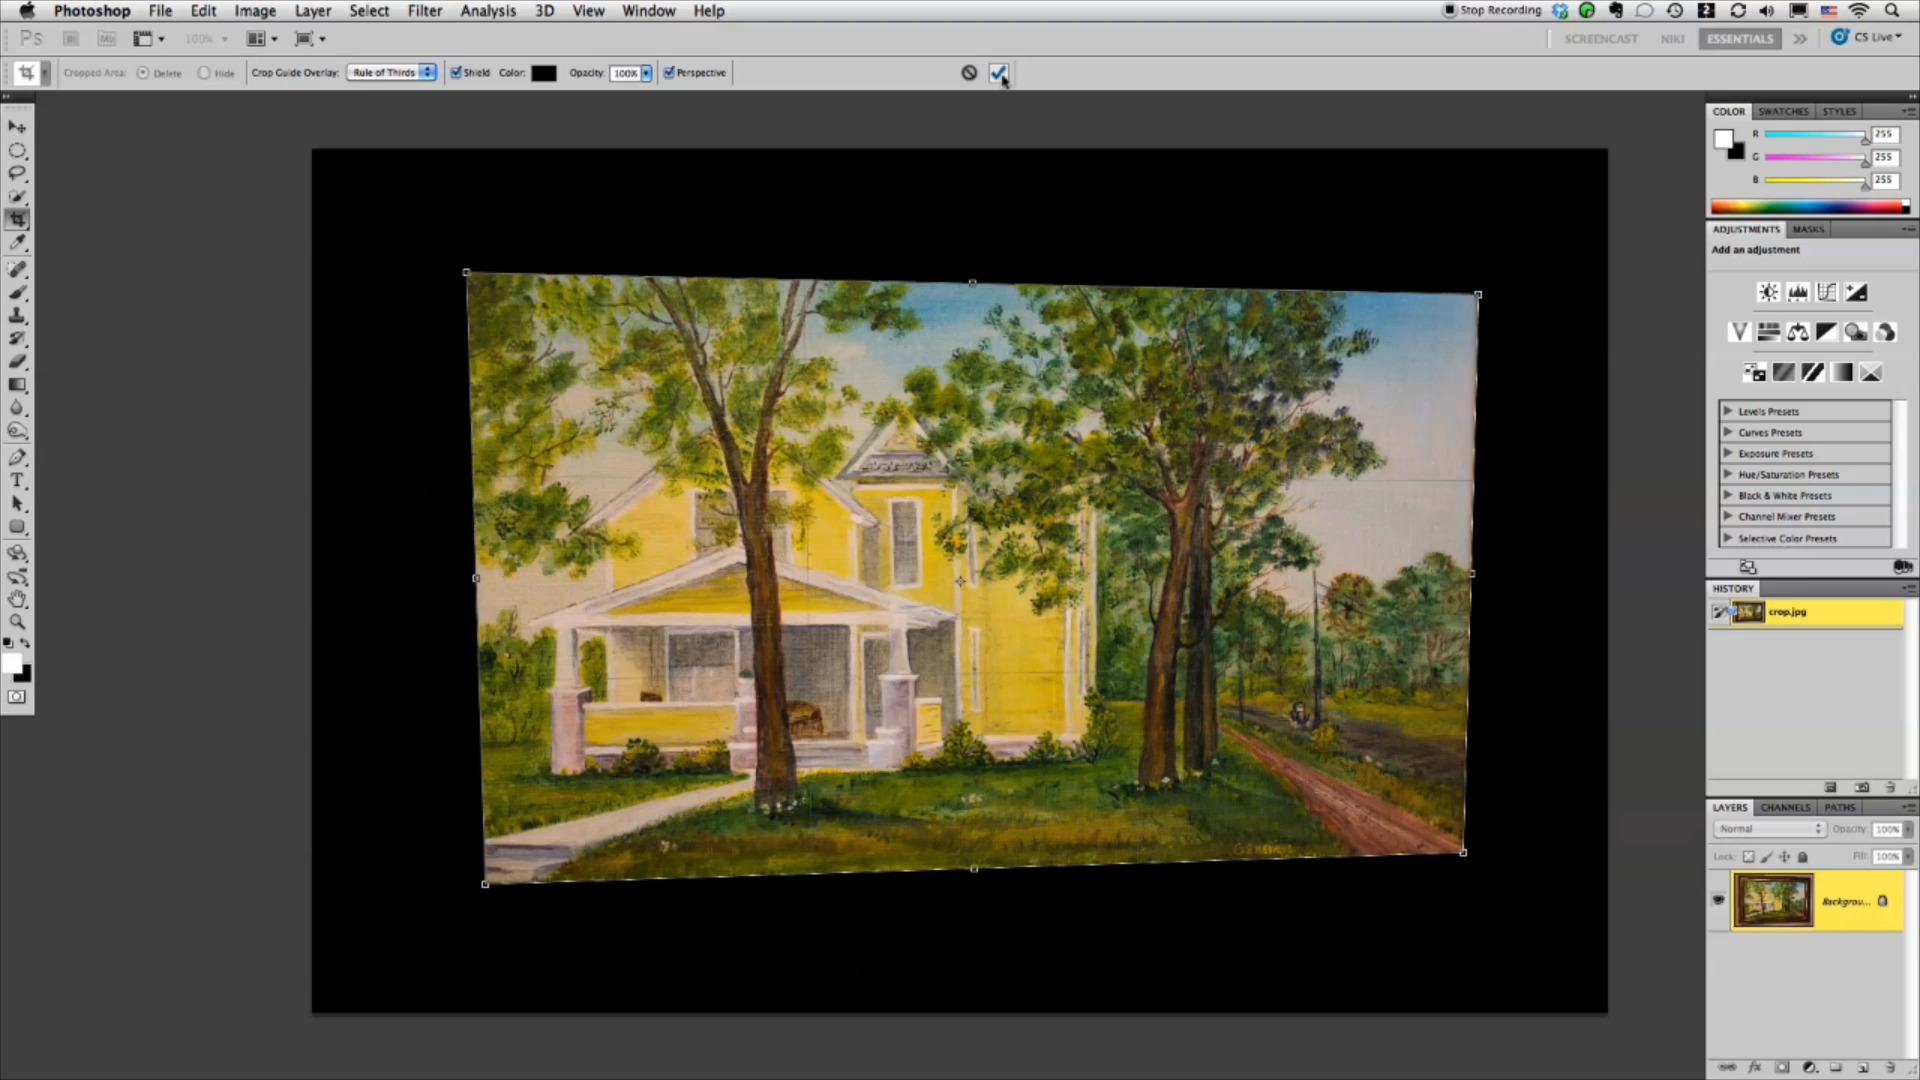 Photoshop File Edit Image Layer Select Filter Analysis 3D View Window Help Stop Recording
Ps Br Mb 100% SCREENCAST NIKI ESSENTIALS CS Live
Cropped Area: Delete Hide Crop Guide Overlay: Rule of Thirds Shield Color: Opacity: 100% Perspective
COLOR SWATCHES STYLES
R 255
G 255
B 255
ADJUSTMENTS MASKS
Add an adjustment
Levels Presets
Curves Presets
Exposure Presets
Hue/Saturation Presets
Black & White Presets
Channel Mixer Presets
Selective Color Presets
HISTORY
crop.jpg
LAYERS CHANNELS PATHS
Normal Opacity: 100%
Lock: Fill: 100%
Backgrou...